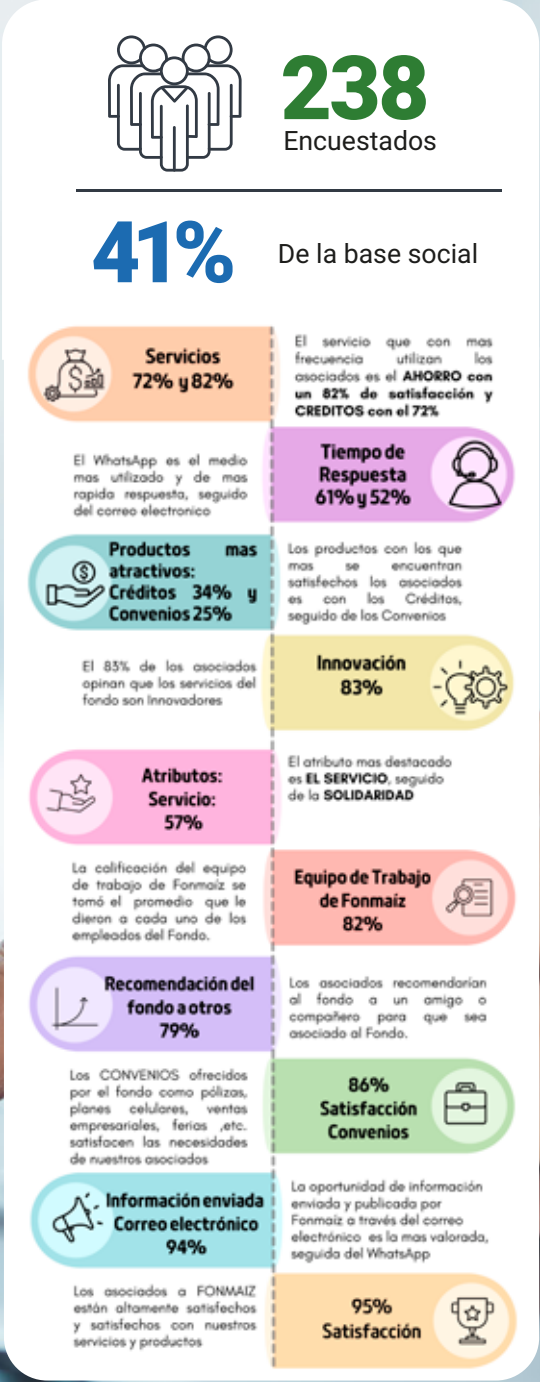 238
Encuestados
41%
De la base social
Servicios
72% y 82%
El servicio que con mas
frecuencia utilizan los
asociados es el AHORRO con
un 82% de satisfacción y
CREDITOS con el 72%
Tiempo de
Respuesta
61% y 52%
El WhatsApp es el medio
mas utilizado y de mas
rapida respuesta, seguido
del correo electronico
Productos mas
atractivos:
Créditos 34% y
Convenios 25%
Los productos con los que
mas se encuentran
satisfechos los asociados
es con los Créditos,
seguido de los Convenios
Innovación
83%
El 83% de los asociados
opinan que los servicios del
fondo son Innovadores
Atributos:
Servicio:
57%
El atributo mas destacado
es EL SERVICIO, seguido
de la SOLIDARIDAD
Equipo de Trabajo
de Fonmaíz
82%
La calificación del equipo
de trabajo de Fonmaíz se
tomó el promedio que le
dieron a cada uno de los
empleados del Fondo.
Recomendación del
fondo a otros
79%
Los asociados recomendarían
al fondo a un amigo o
compañero para que sea
asociado al Fondo.
86%
Satisfacción
Convenios
Los CONVENIOS ofrecidos
por el fondo como pólizas,
planes celulares, ventas
empresariales, ferias ,etc.
satisfacen las necesidades
de nuestros asociados
Información enviada
Correo electrónico
94%
La oportunidad de información
enviada y publicada por
Fonmaíz a través del correo
electrónico es la mas valorada,
seguida del WhatsApp
95%
Satisfacción
Los asociados a FONMAIZ
están altamente satisfechos
y satisfechos con nuestros
servicios y productos